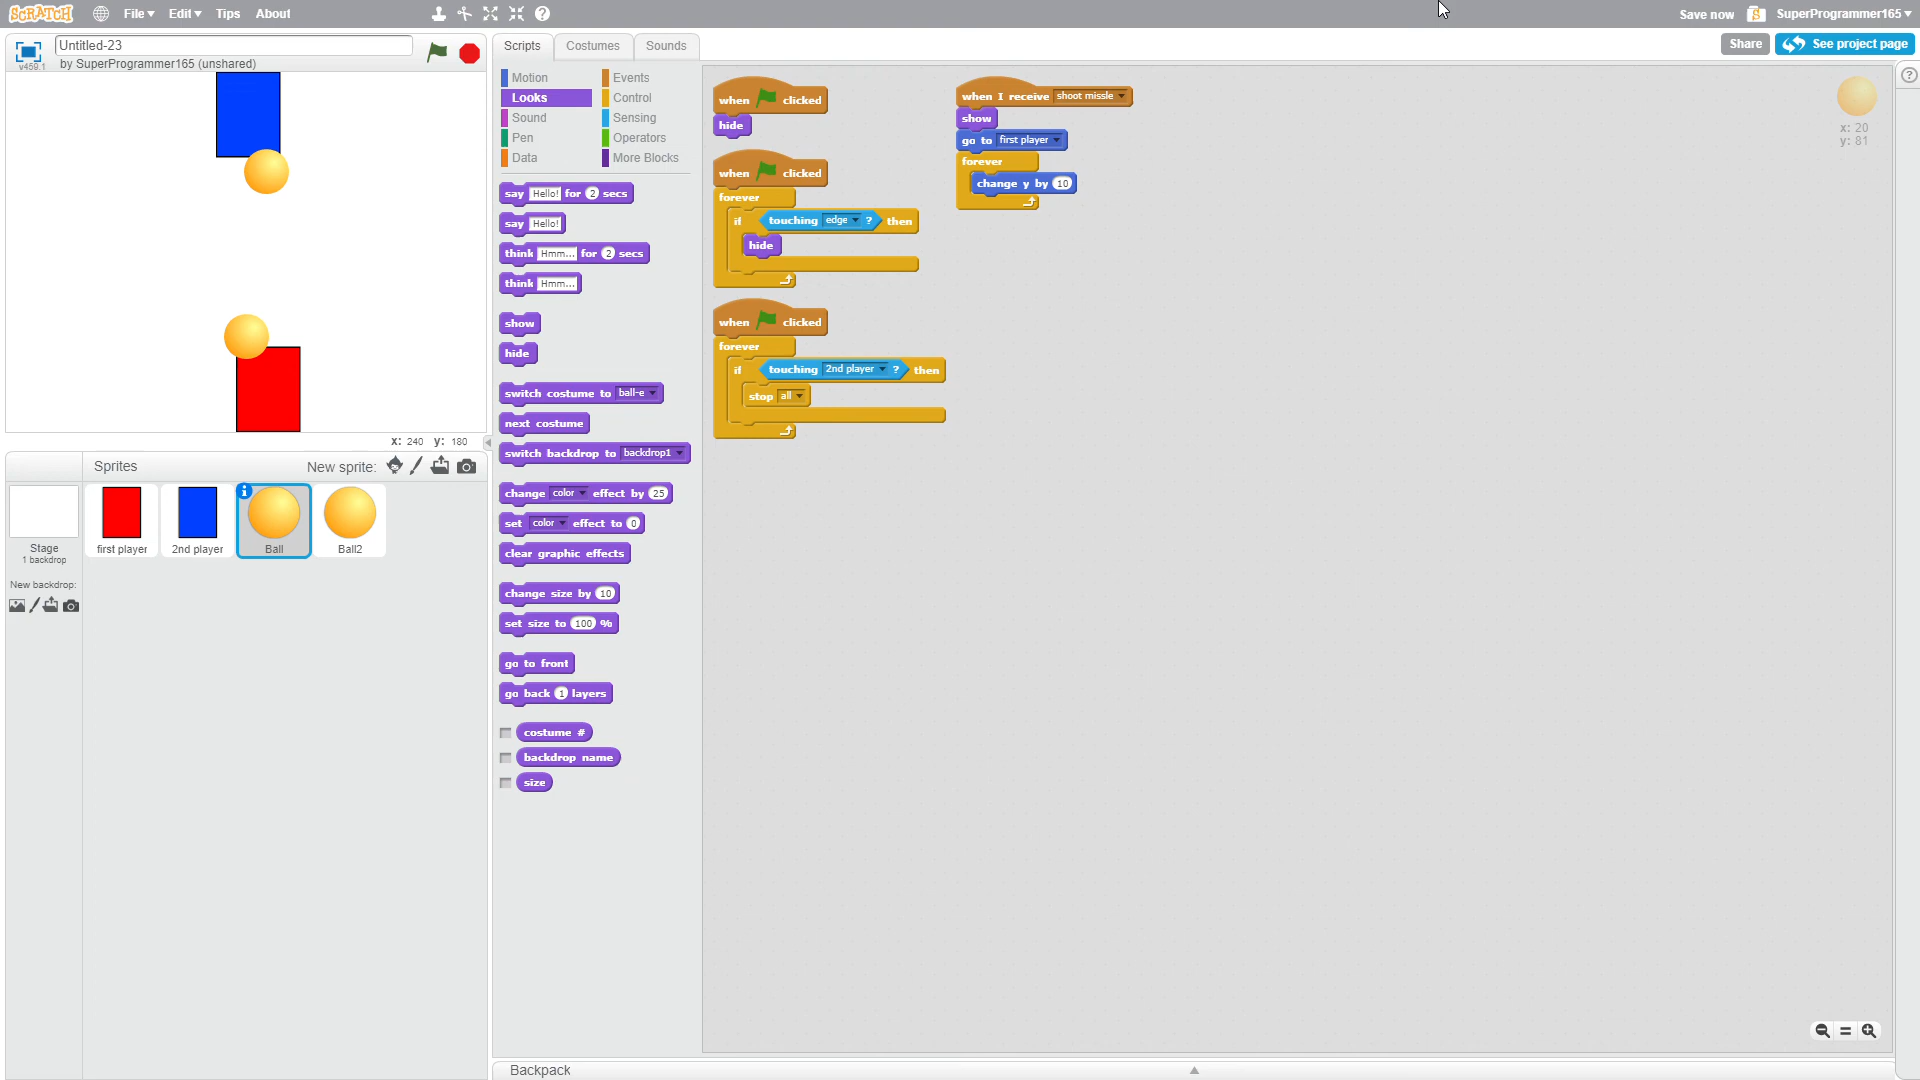 SCRATCH File Edit Tips About Save now SuperProgrammer165
Untitled-23
by SuperProgrammer165 (unshared)
v459.1
Scripts Costumes Sounds
Share See project page
Motion Events
Looks Control
Sound Sensing
Pen Operators
Data More Blocks
say Hello! for 2 secs
say Hello!
think Hmm... for 2 secs
think Hmm...
show
hide
switch costume to ball-e
next costume
switch backdrop to backdrop1
change color effect by 25
set color effect to 0
clear graphic effects
change size by 10
set size to 100 %
go to front
go back 1 layers
costume #
backdrop name
size
when clicked
hide
when clicked
forever
if touching edge ? then
hide
when clicked
forever
if touching 2nd player ? then
stop all
when I receive shoot missle
show
go to first player
forever
change y by 10
x: 20
y: 81
x: 240 y: 180
Sprites New sprite:
Stage
1 backdrop
New backdrop:
first player
2nd player
Ball
Ball2
Backpack